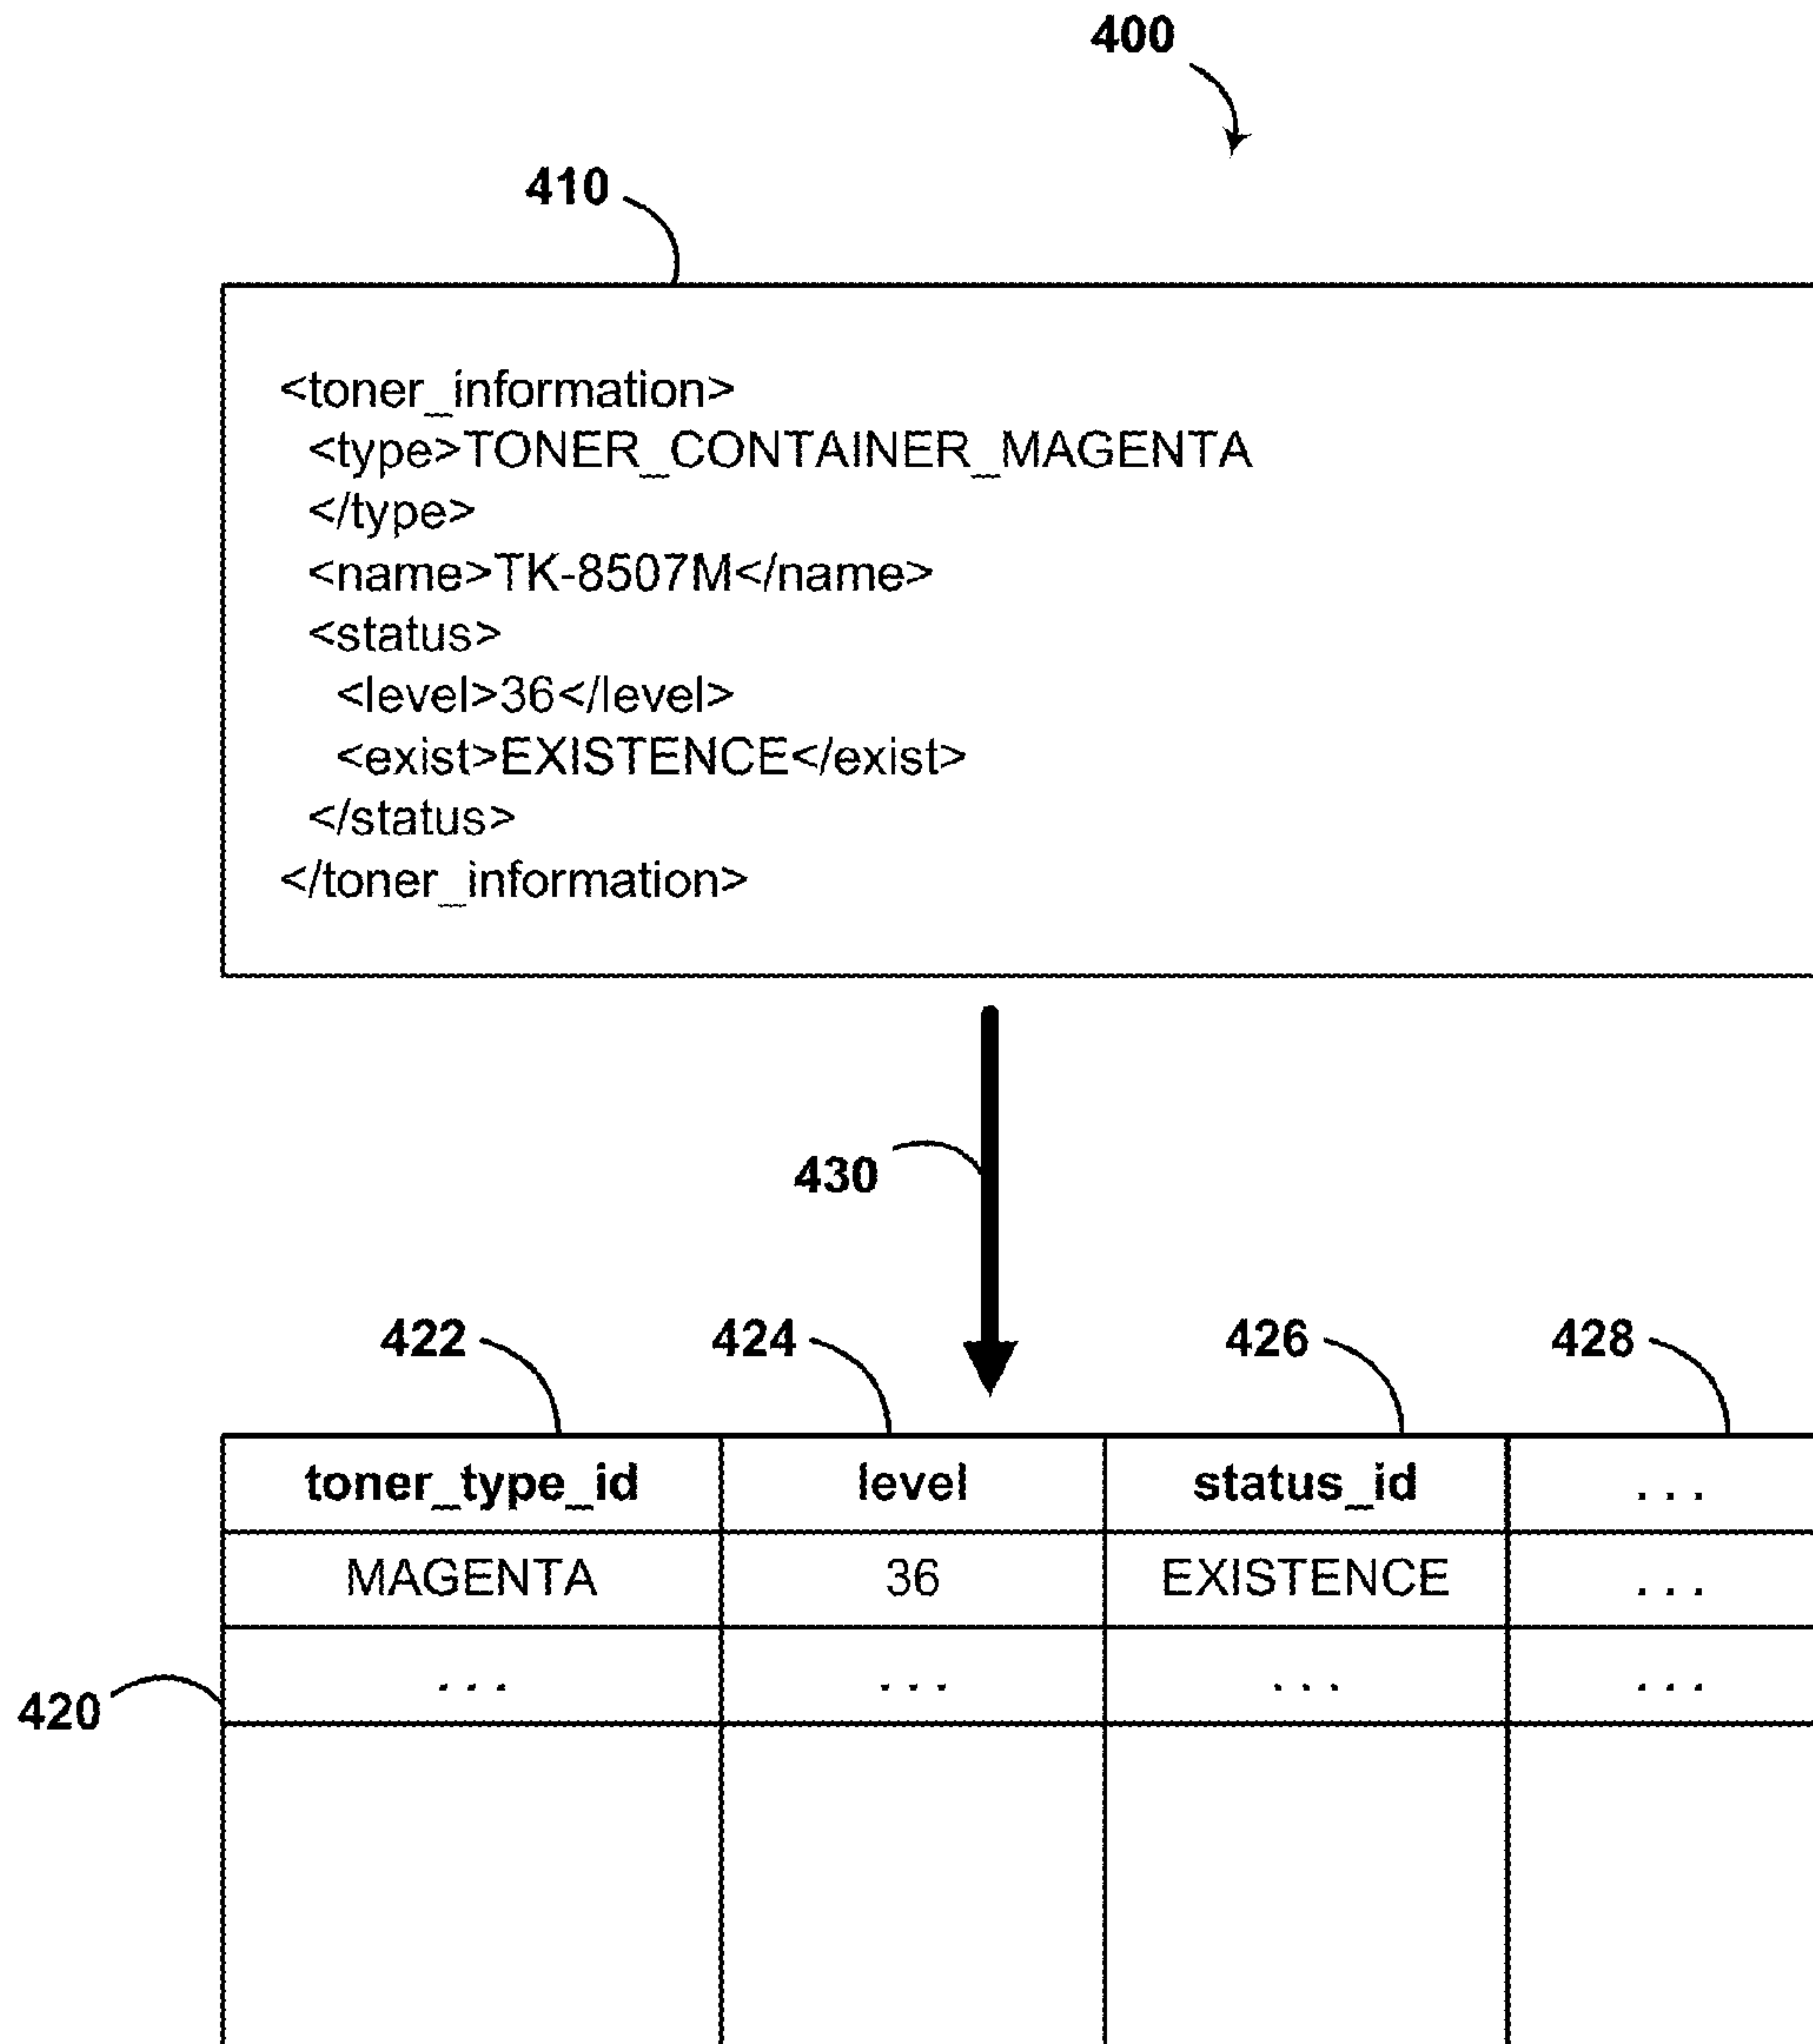 400
410
<toner_information>
<type>TONER_CONTAINER_MAGENTA
</type>
<name>TK-8507M</name>
<status>
<level>36</level>
<exist>EXISTENCE</exist>
</status>
</toner_information>
430
422 424 426 428
toner_type_id level status_id ...
MAGENTA 36 EXISTENCE ...
... ... ... ...
420